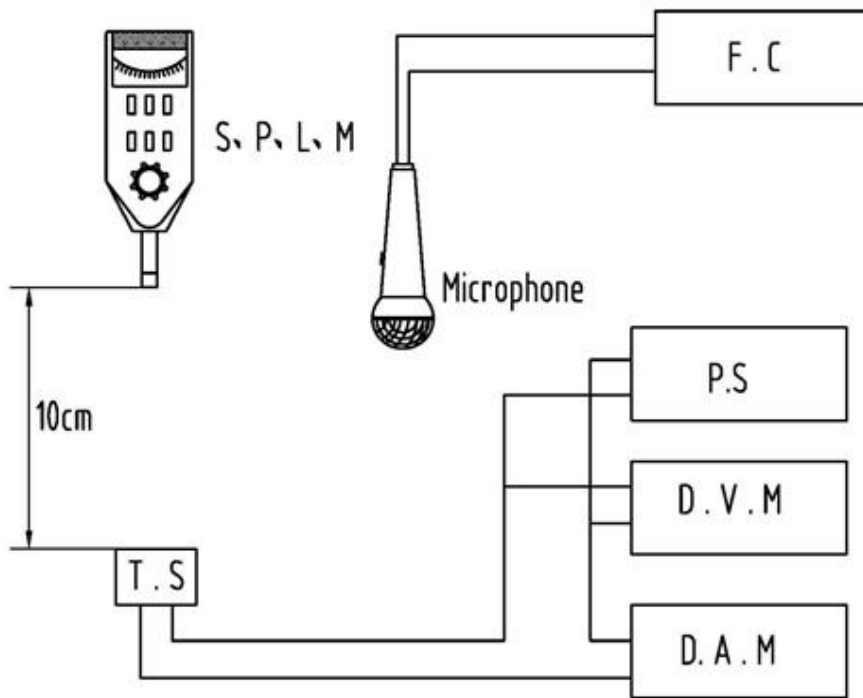 F.C
S、P、L、M
Microphone
10cm
P.S
D.V.M
T.S
D.A.M